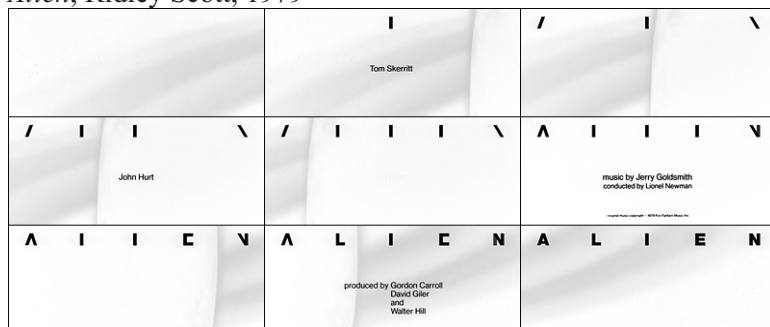 Alien, Ridley Scott, 1979
I
Tom Skerritt
/ I \
/ I I \
John Hurt
/ I I I \
Λ I I I V
music by Jerry Goldsmith
conducted by Lionel Newman
Λ I I C V
A L I C N
produced by Gordon Carroll
David Giler
and
Walter Hill
A L I E N